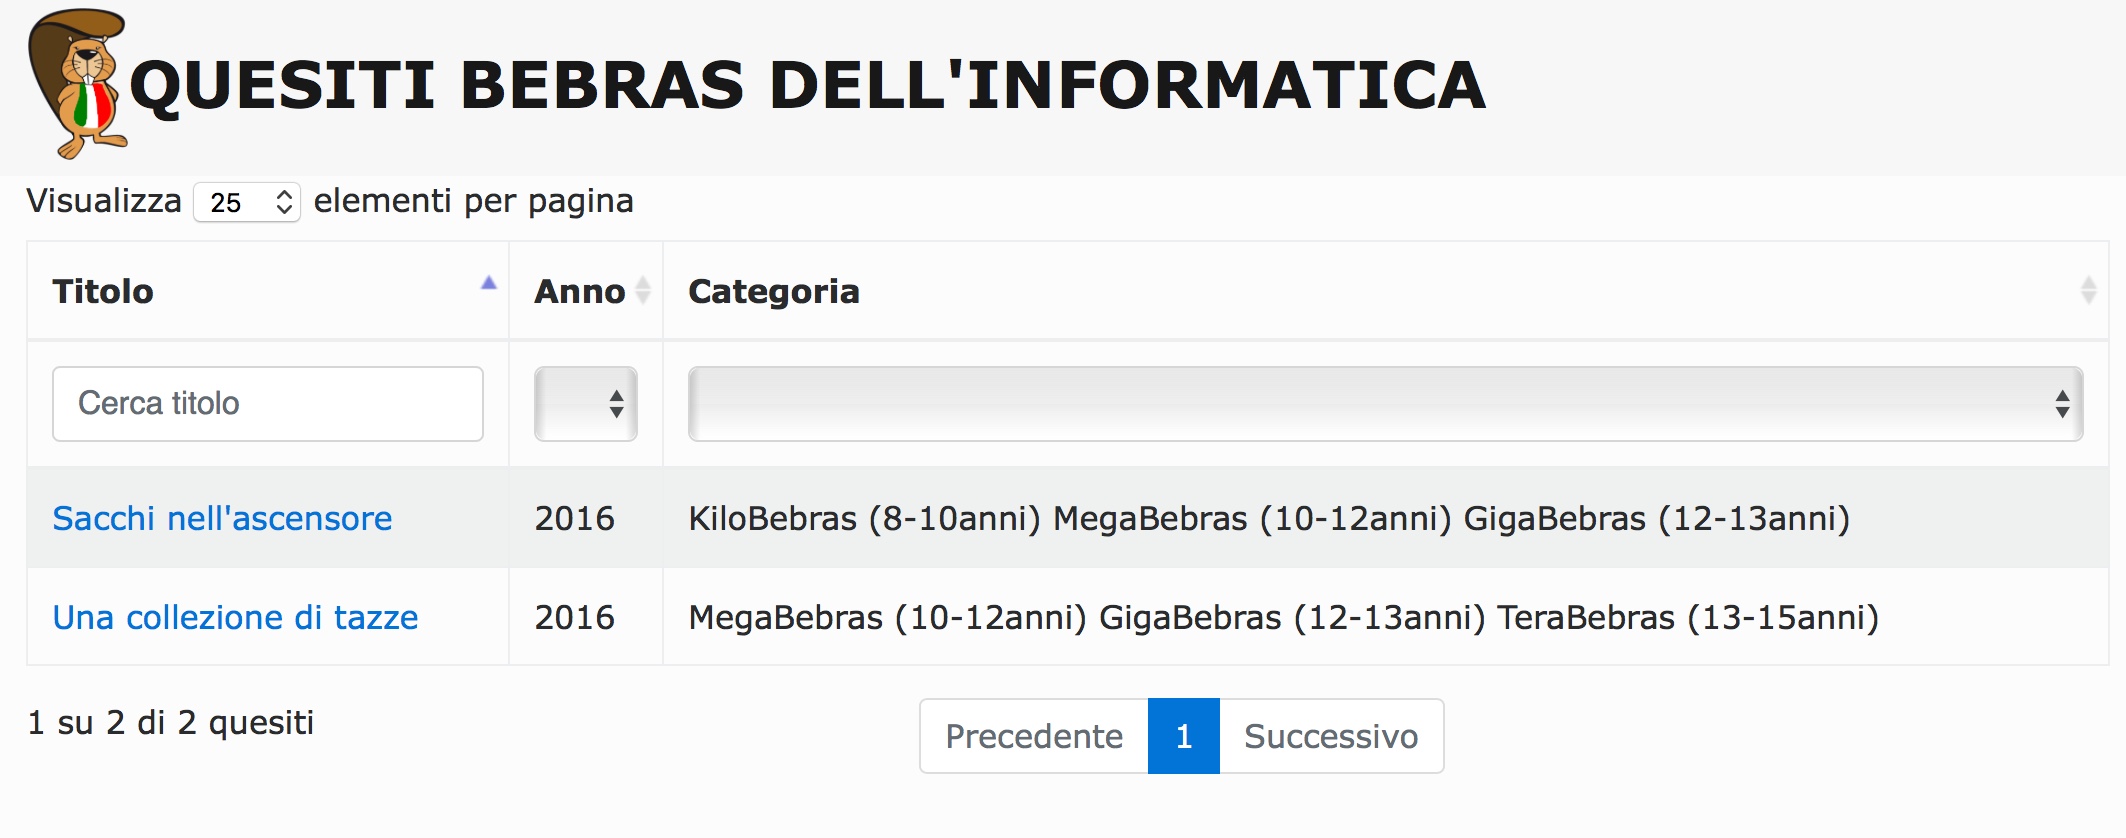 QUESITI BEBRAS DELL'INFORMATICA
Visualizza 25 elementi per pagina
Titolo Anno Categoria
Cerca titolo
Sacchi nell'ascensore 2016 KiloBebras (8-10anni) MegaBebras (10-12anni) GigaBebras (12-13anni)
Una collezione di tazze 2016 MegaBebras (10-12anni) GigaBebras (12-13anni) TeraBebras (13-15anni)
1 su 2 di 2 quesiti Precedente 1 Successivo